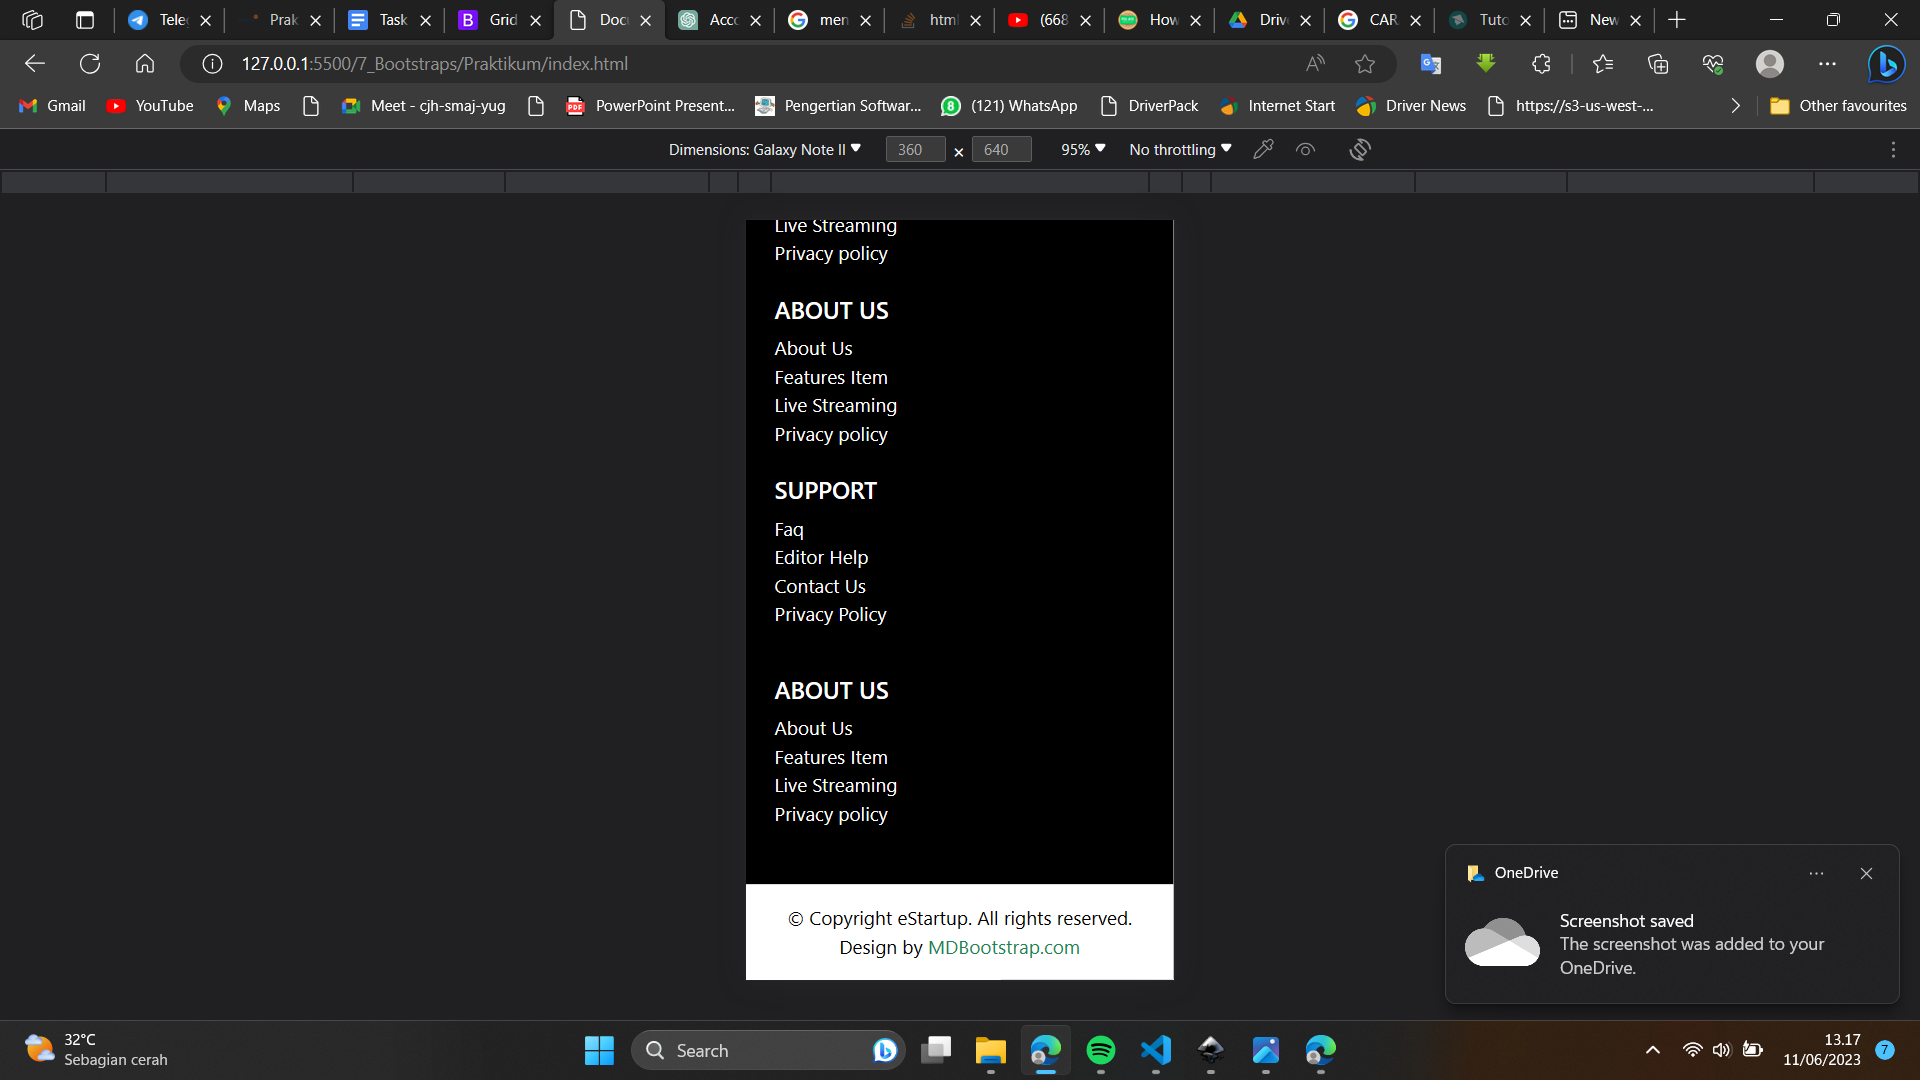 Tele
Prak
Task
Grid
Docu
Acco
men
html
(668
How
Drive
CAR
Tuto
New
127.0.0.1:5500/7_Bootstraps/Praktikum/index.html
Gmail
YouTube
Maps
Meet - cjh-smaj-yug
PowerPoint Present...
Pengertian Softwar...
(121) WhatsApp
DriverPack
Internet Start
Driver News
https://s3-us-west-...
Other favourites
Dimensions: Galaxy Note II
360
×
640
95%
No throttling
Live Streaming
Privacy policy
ABOUT US
About Us
Features Item
Live Streaming
Privacy policy
SUPPORT
Faq
Editor Help
Contact Us
Privacy Policy
ABOUT US
About Us
Features Item
Live Streaming
Privacy policy
© Copyright eStartup. All rights reserved.
Design by MDBootstrap.com
OneDrive
Screenshot saved
The screenshot was added to your
OneDrive.
32°C
Sebagian cerah
Search
13.17
11/06/2023
7